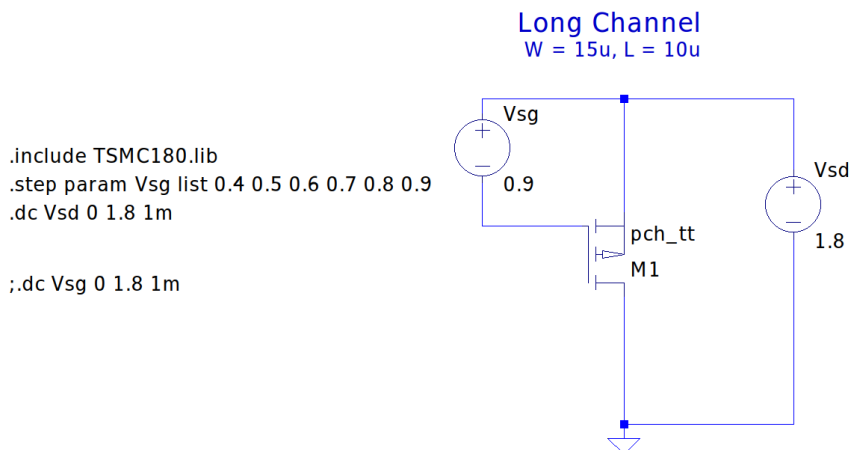 Long Channel
W = 15u, L = 10u
Vsg
.include TSMC180.lib
.step param Vsg list 0.4 0.5 0.6 0.7 0.8 0.9
0.9
Vsd
.dc Vsd 0 1.8 1m
pch_tt
1.8
M1
;.dc Vsg 0 1.8 1m